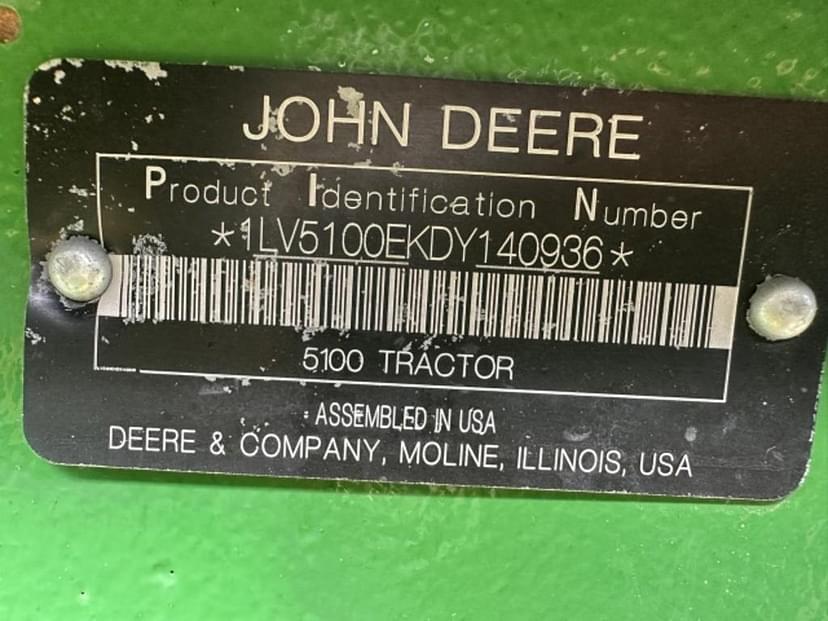 JOHN DEERE
Product Identification Number
*1LV5100EKDY140936*
5100 TRACTOR
ASSEMBLED IN USA
DEERE & COMPANY, MOLINE, ILLINOIS, USA